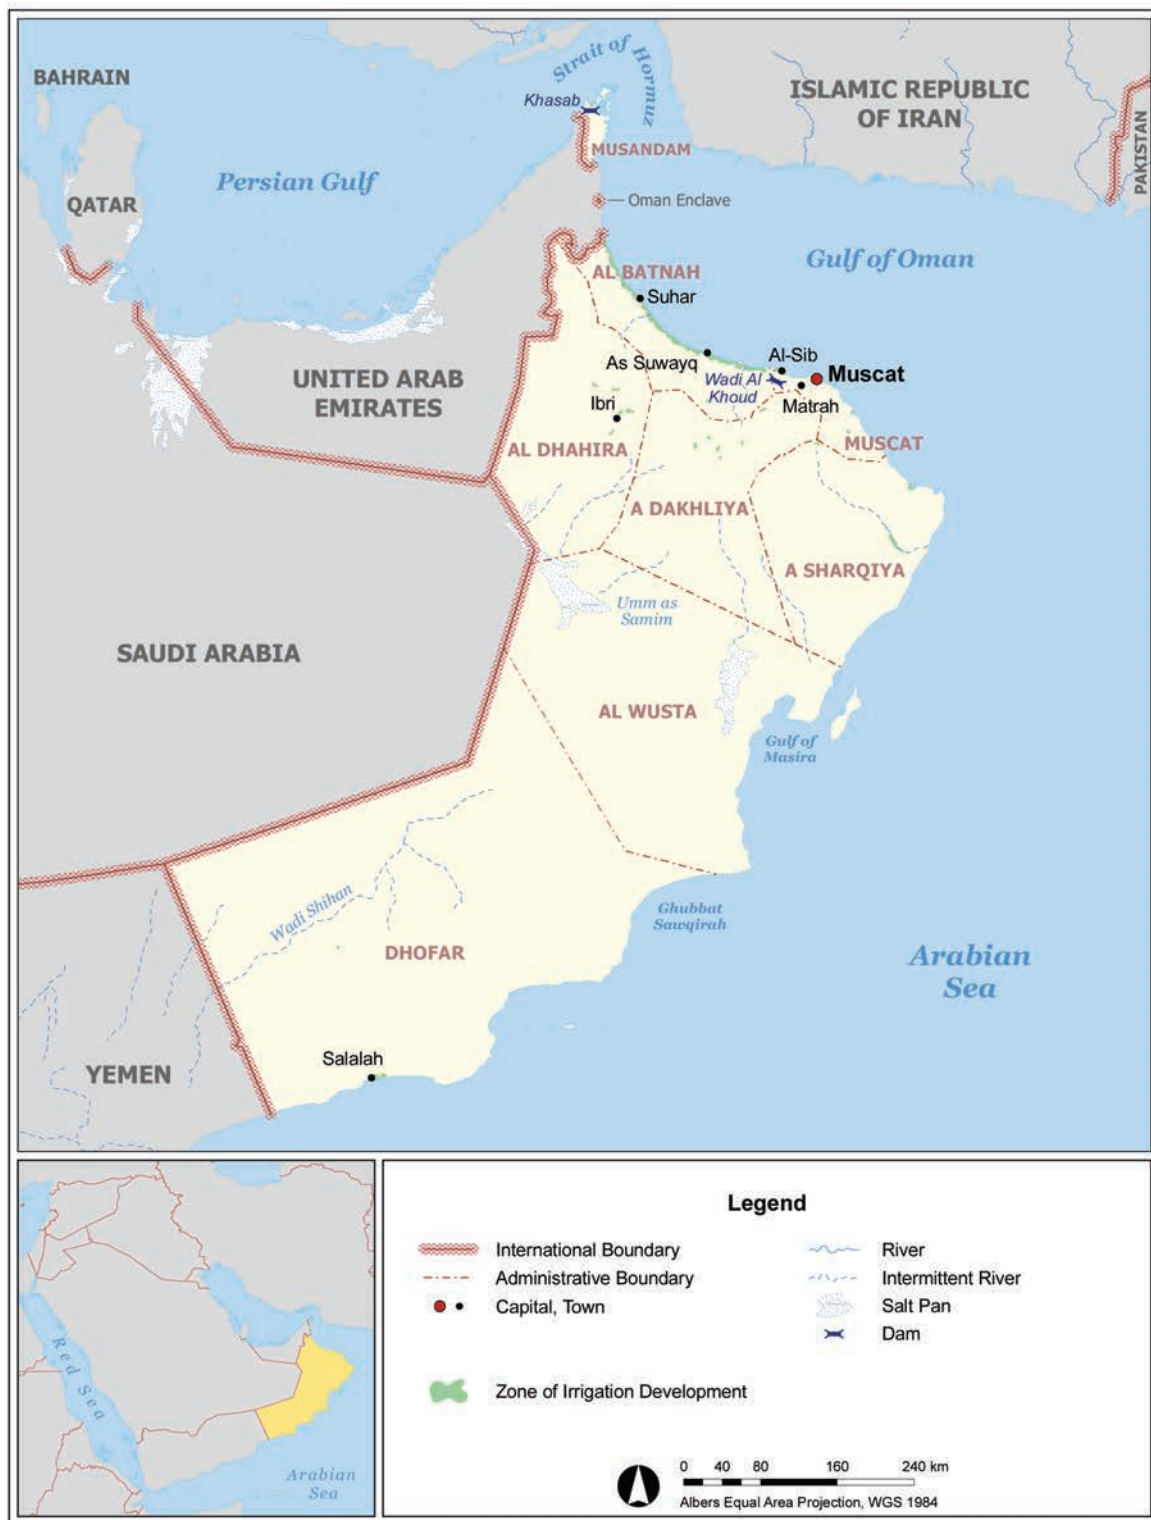 BAHRAIN
Strait of Hormuz
Khasab
ISLAMIC REPUBLIC
OF IRAN
PAKISTAN
MUSANDAM
Persian Gulf
QATAR
Oman Enclave
Gulf of Oman
AL BATNAH
Suhar
As Suwayq
Al-Sib
Muscat
Wadi Al
Khoud
Matrah
UNITED ARAB
EMIRATES
Ibri
AL DHAHIRA
MUSCAT
A DAKHLIYA
A SHARQIYA
Umm as
Samim
SAUDI ARABIA
AL WUSTA
Gulf of
Masira
Wadi Shihan
Ghubbat
Sawqirah
DHOFAR
Arabian
Sea
Salalah
YEMEN
Red Sea
Arabian
Sea
Legend
International Boundary
Administrative Boundary
Capital, Town
River
Intermittent River
Salt Pan
Dam
Zone of Irrigation Development
0 40 80 160 240 km
Albers Equal Area Projection, WGS 1984